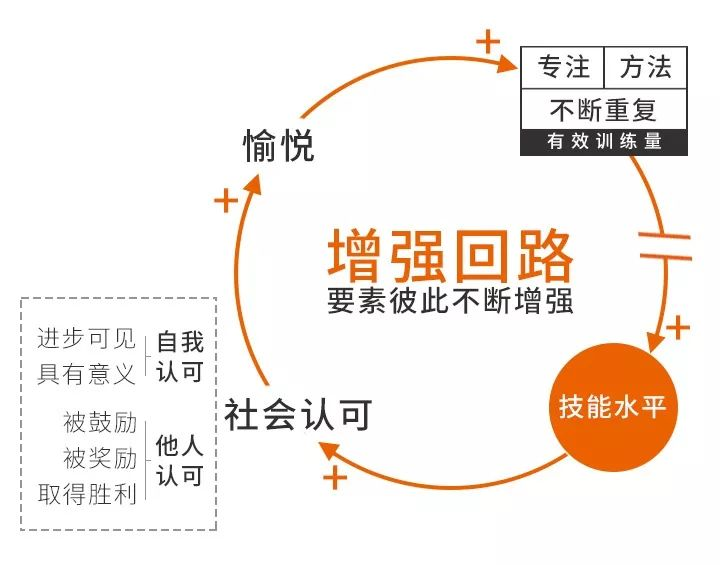 +
专注 方法
不断重复
有效训练量
愉悦
+
增强回路
要素彼此不断增强
+
进步可见
具有意义
自我
认可
技能水平
社会认可
被鼓励
被奖励
取得胜利
他人
认可
+